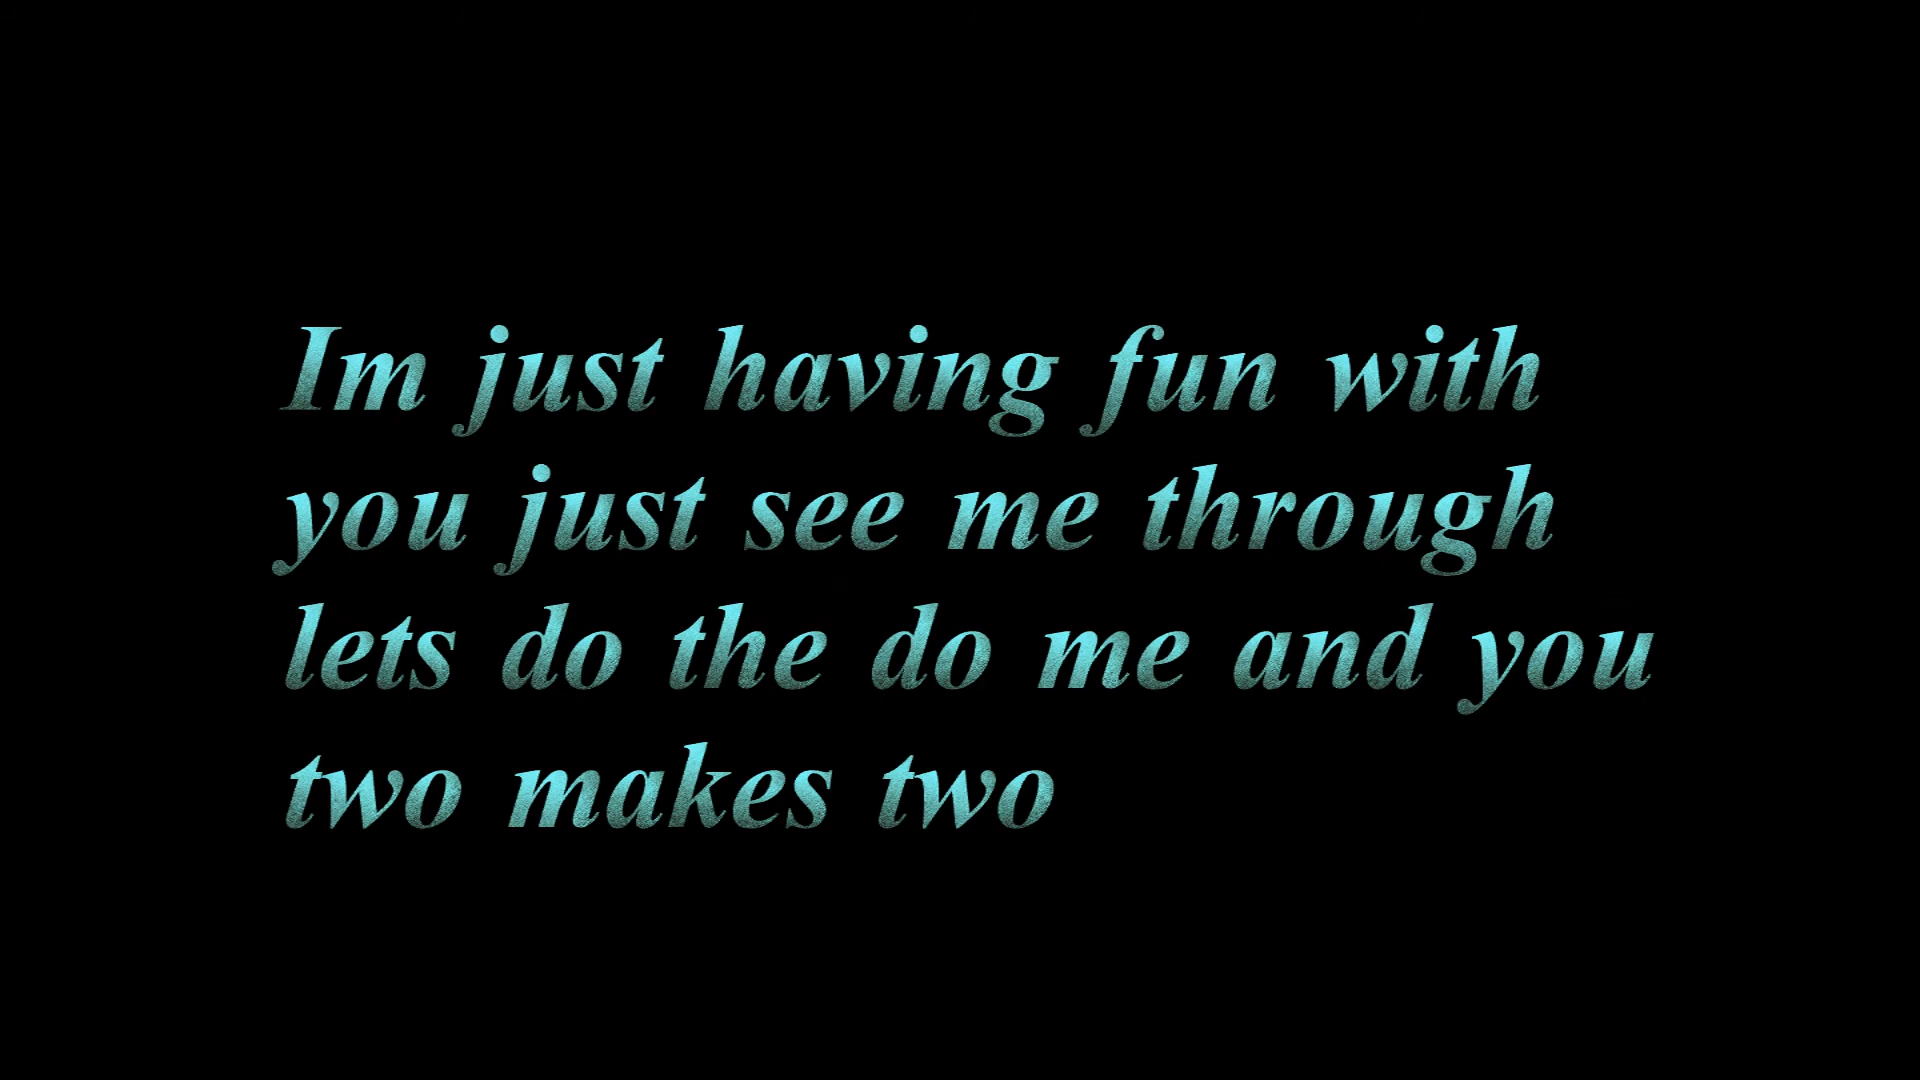 Im just having fun with
you just see me through
lets do the do me and you
two makes two